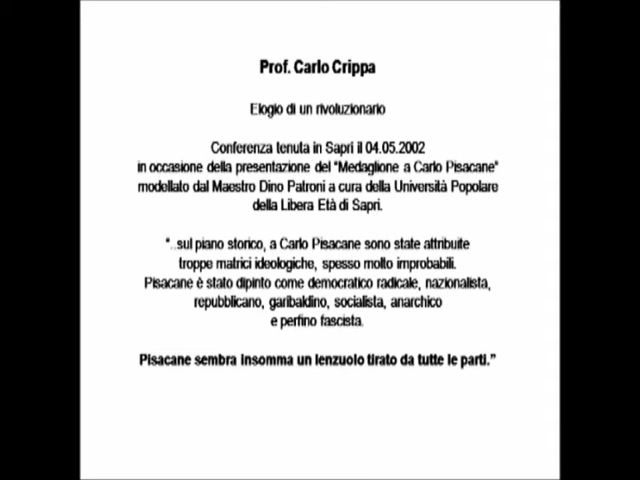 Prof. Carlo Crippa
Elogio di un rivoluzionario
Conferenza tenuta in Sapri il 04.05.2002
in occasione della presentazione del "Medaglione a Carlo Pisacane"
modellato dal Maestro Dino Patroni a cura della Università Popolare
della Libera Età di Sapri.
"..sul piano storico, a Carlo Pisacane sono state attribuite
troppe matrici ideologiche, spesso molto improbabili.
Pisacane è stato dipinto come democratico radicale, nazionalista,
repubblicano, garibaldino, socialista, anarchico
e perfino fascista.
Pisacane sembra insomma un lenzuolo tirato da tutte le parti."